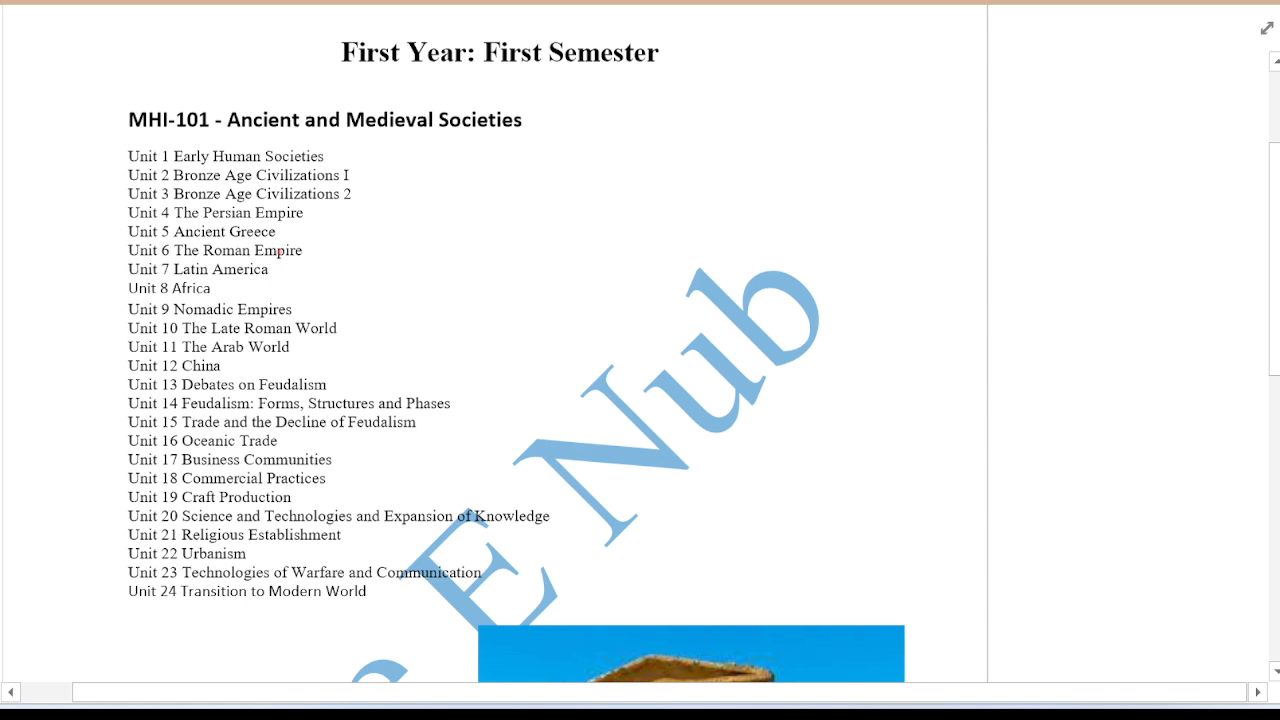 First Year: First Semester
MHI-101 - Ancient and Medieval Societies
Unit 1 Early Human Societies
Unit 2 Bronze Age Civilizations I
Unit 3 Bronze Age Civilizations 2
Unit 4 The Persian Empire
Unit 5 Ancient Greece
Unit 6 The Roman Empire
Unit 7 Latin America
Unit 8 Africa
Unit 9 Nomadic Empires
Unit 10 The Late Roman World
Unit 11 The Arab World
Unit 12 China
Unit 13 Debates on Feudalism
Unit 14 Feudalism: Forms, Structures and Phases
Unit 15 Trade and the Decline of Feudalism
Unit 16 Oceanic Trade
Unit 17 Business Communities
Unit 18 Commercial Practices
Unit 19 Craft Production
Unit 20 Science and Technologies and Expansion of Knowledge
Unit 21 Religious Establishment
Unit 22 Urbanism
Unit 23 Technologies of Warfare and Communication
Unit 24 Transition to Modern World
E Nub